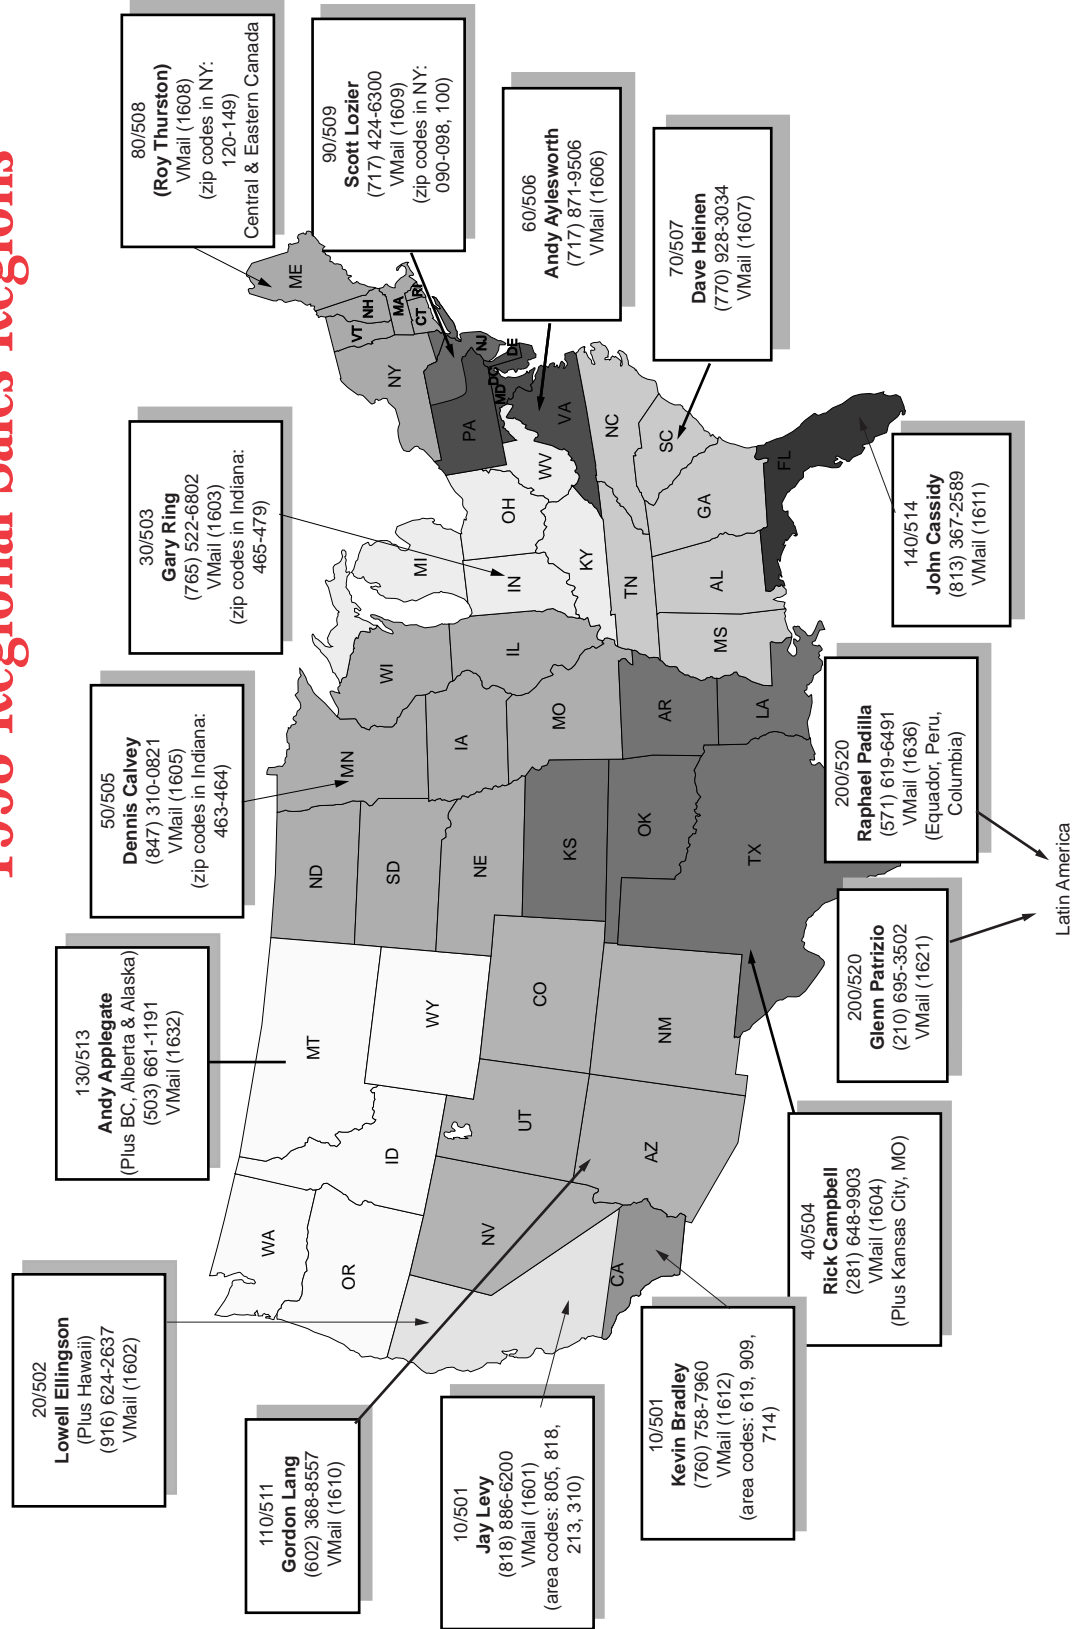 Regional Sales Regions
20/502
Lowell Ellingson
(Plus Hawaii)
(916) 624-2637
VMail (1602)
130/513
Andy Applegate
(Plus BC, Alberta & Alaska)
(503) 661-1191
VMail (1632)
50/505
Dennis Calvey
(847) 310-0821
VMail (1605)
(zip codes in Indiana:
463-464)
30/503
Gary Ring
(765) 522-6802
VMail (1603)
(zip codes in Indiana:
465-479)
80/508
(Roy Thurston)
VMail (1608)
(zip codes in NY:
120-149)
Central & Eastern Canada
90/509
Scott Lozier
(717) 424-6300
VMail (1609)
(zip codes in NY:
090-098, 100)
60/506
Andy Aylesworth
(717) 871-9506
VMail (1606)
70/507
Dave Heinen
(770) 928-3034
VMail (1607)
110/511
Gordon Lang
(602) 368-8557
VMail (1610)
10/501
Jay Levy
(818) 886-6200
VMail (1601)
(area codes: 805, 818,
213, 310)
10/501
Kevin Bradley
(760) 758-7960
VMail (1612)
(area codes: 619, 909,
714)
40/504
Rick Campbell
(281) 648-9903
VMail (1604)
(Plus Kansas City, MO)
200/520
Glenn Patrizio
(210) 695-3502
VMail (1621)
200/520
Raphael Padilla
(571) 619-6491
VMail (1636)
(Equador, Peru,
Columbia)
140/514
John Cassidy
(813) 367-2589
VMail (1611)
Latin America
WA
OR
ID
MT
WY
NV
UT
CO
CA
AZ
NM
ND
SD
NE
KS
OK
TX
MN
IA
MO
AR
LA
WI
IL
MI
IN
OH
KY
TN
MS
AL
GA
FL
SC
NC
VA
WV
PA
NY
VT
NH
ME
MA
CT
RI
NJ
DE
DC
MD